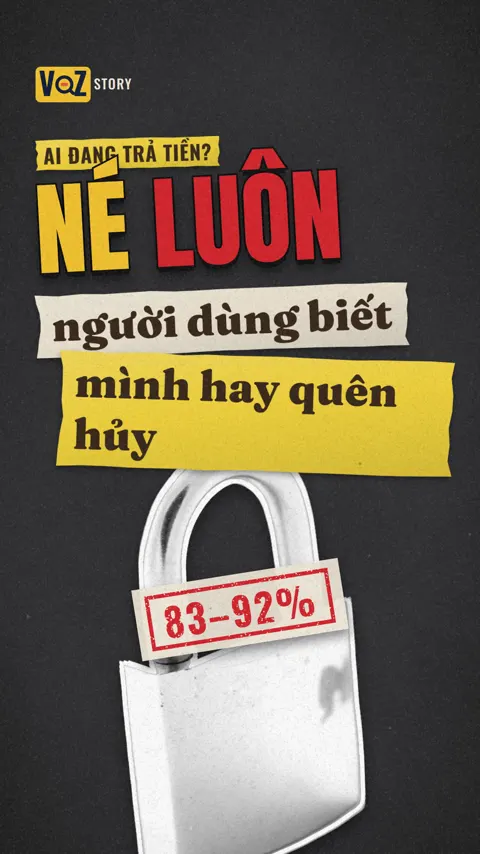 VOZ STORY
AI ĐANG TRẢ TIỀN?
NÉ LUÔN
người dùng biết
mình hay quên
hủy
83–92%